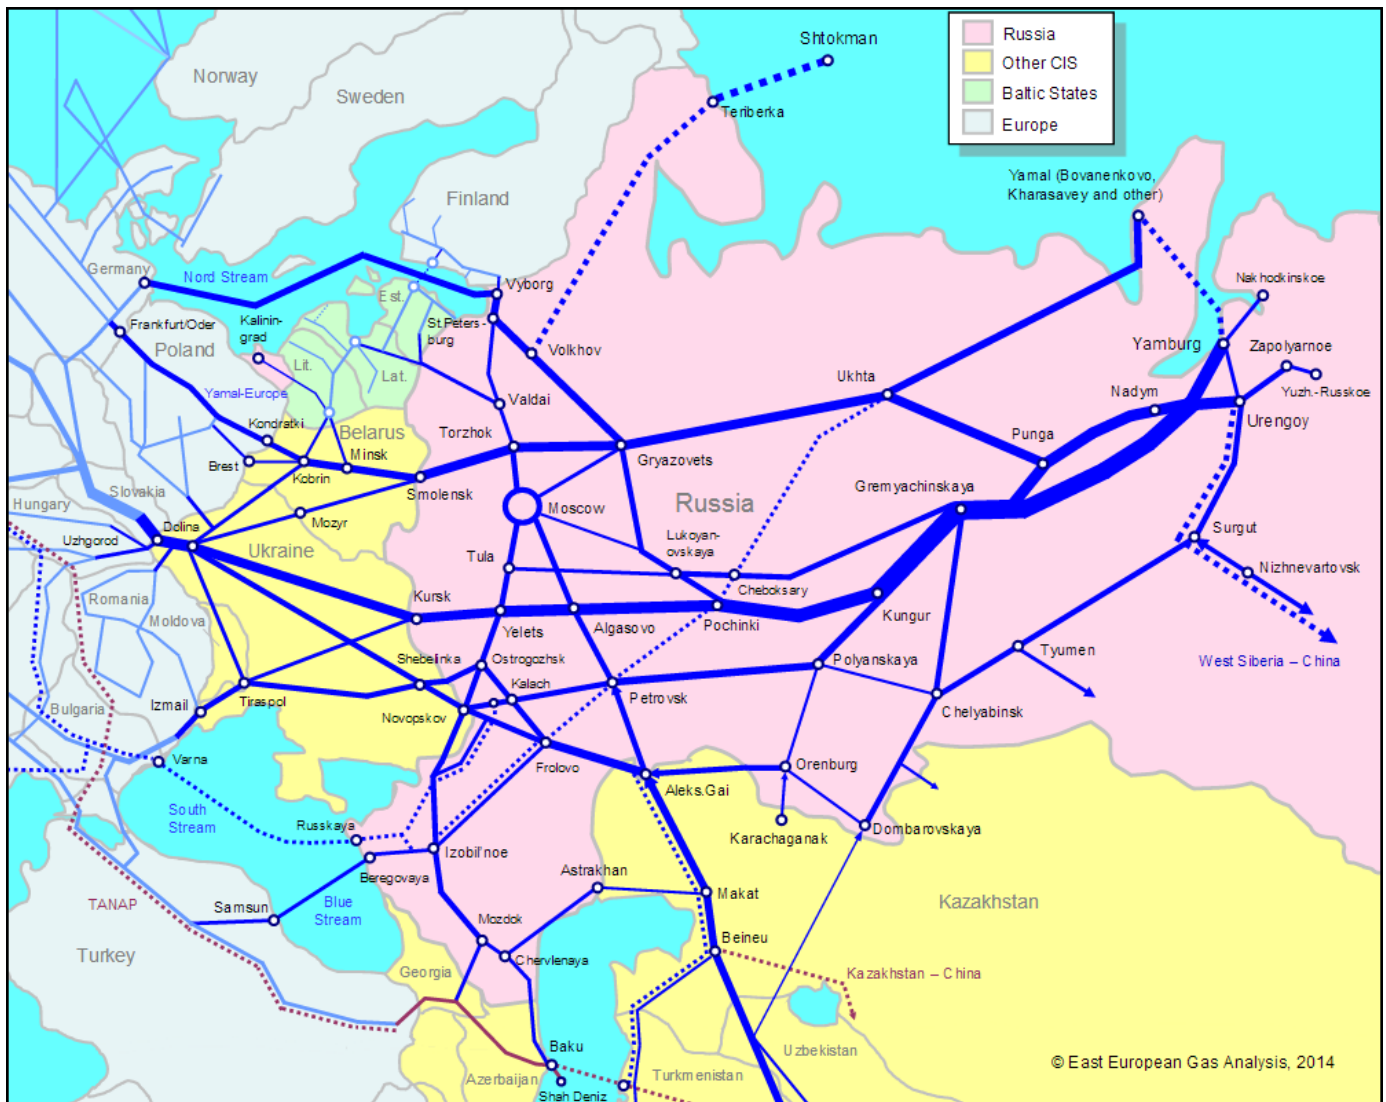 Shtokman
Russia
Other CIS
Baltic States
Europe
Norway
Sweden
Teriberka
Yamal (Bovanenkovo,
Kharasavey and other)
Finland
Germany
Nord Stream
Vyborg
Nakhodkinskoe
Est.
Kalinin-
grad
St.Peters-
burg
Frankfurt/Oder
Poland
Volkhov
Yamburg
Zapolyarnoe
Lit.
Lat.
Ukhta
Nadym
Yuzh.-Russkoe
Yamal-Europe
Valdai
Urengoy
Kondratki
Belarus
Torzhok
Punga
Minsk
Brest
Kobrin
Gryazovets
Smolensk
Gremyachinskaya
Slovakia
Hungary
Russia
Moscow
Dolina
Mozyr
Surgut
Uzhgorod
Ukraine
Tula
Lukoyan-
ovskaya
Nizhnevartovsk
Cheboksary
Romania
Kursk
Moldova
Yelets
Algasovo
Pochinki
Kungur
Shebelinka
Ostrogozhsk
Polyanskaya
Tyumen
West Siberia – China
Kalach
Izmail
Tiraspol
Novopskov
Petrovsk
Chelyabinsk
Bulgaria
Varna
Frolovo
Orenburg
Aleks.Gai
South
Stream
Russkaya
Karachaganak
Dombarovskaya
Izobil'noe
Beregovaya
Astrakhan
TANAP
Samsun
Blue
Stream
Makat
Kazakhstan
Mozdok
Beineu
Turkey
Chervlenaya
Georgia
Kazakhstan – China
Baku
Uzbekistan
© East European Gas Analysis, 2014
Azerbaijan
Turkmenistan
Shah Deniz